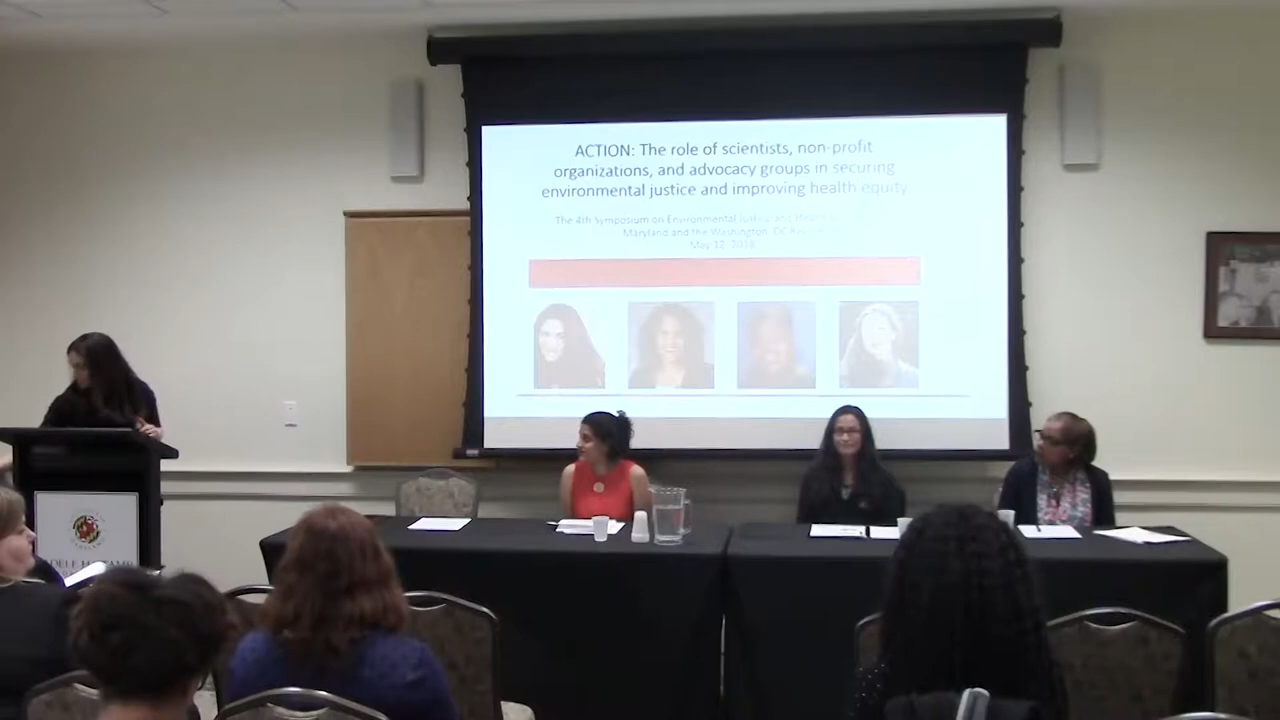 ACTION: The role of scientists, non-profit
organizations, and advocacy groups in securing
environmental justice and improving health equity
The 4th Symposium on Environmental Justice and Health
Maryland and the Washington, DC
May 12, 2018